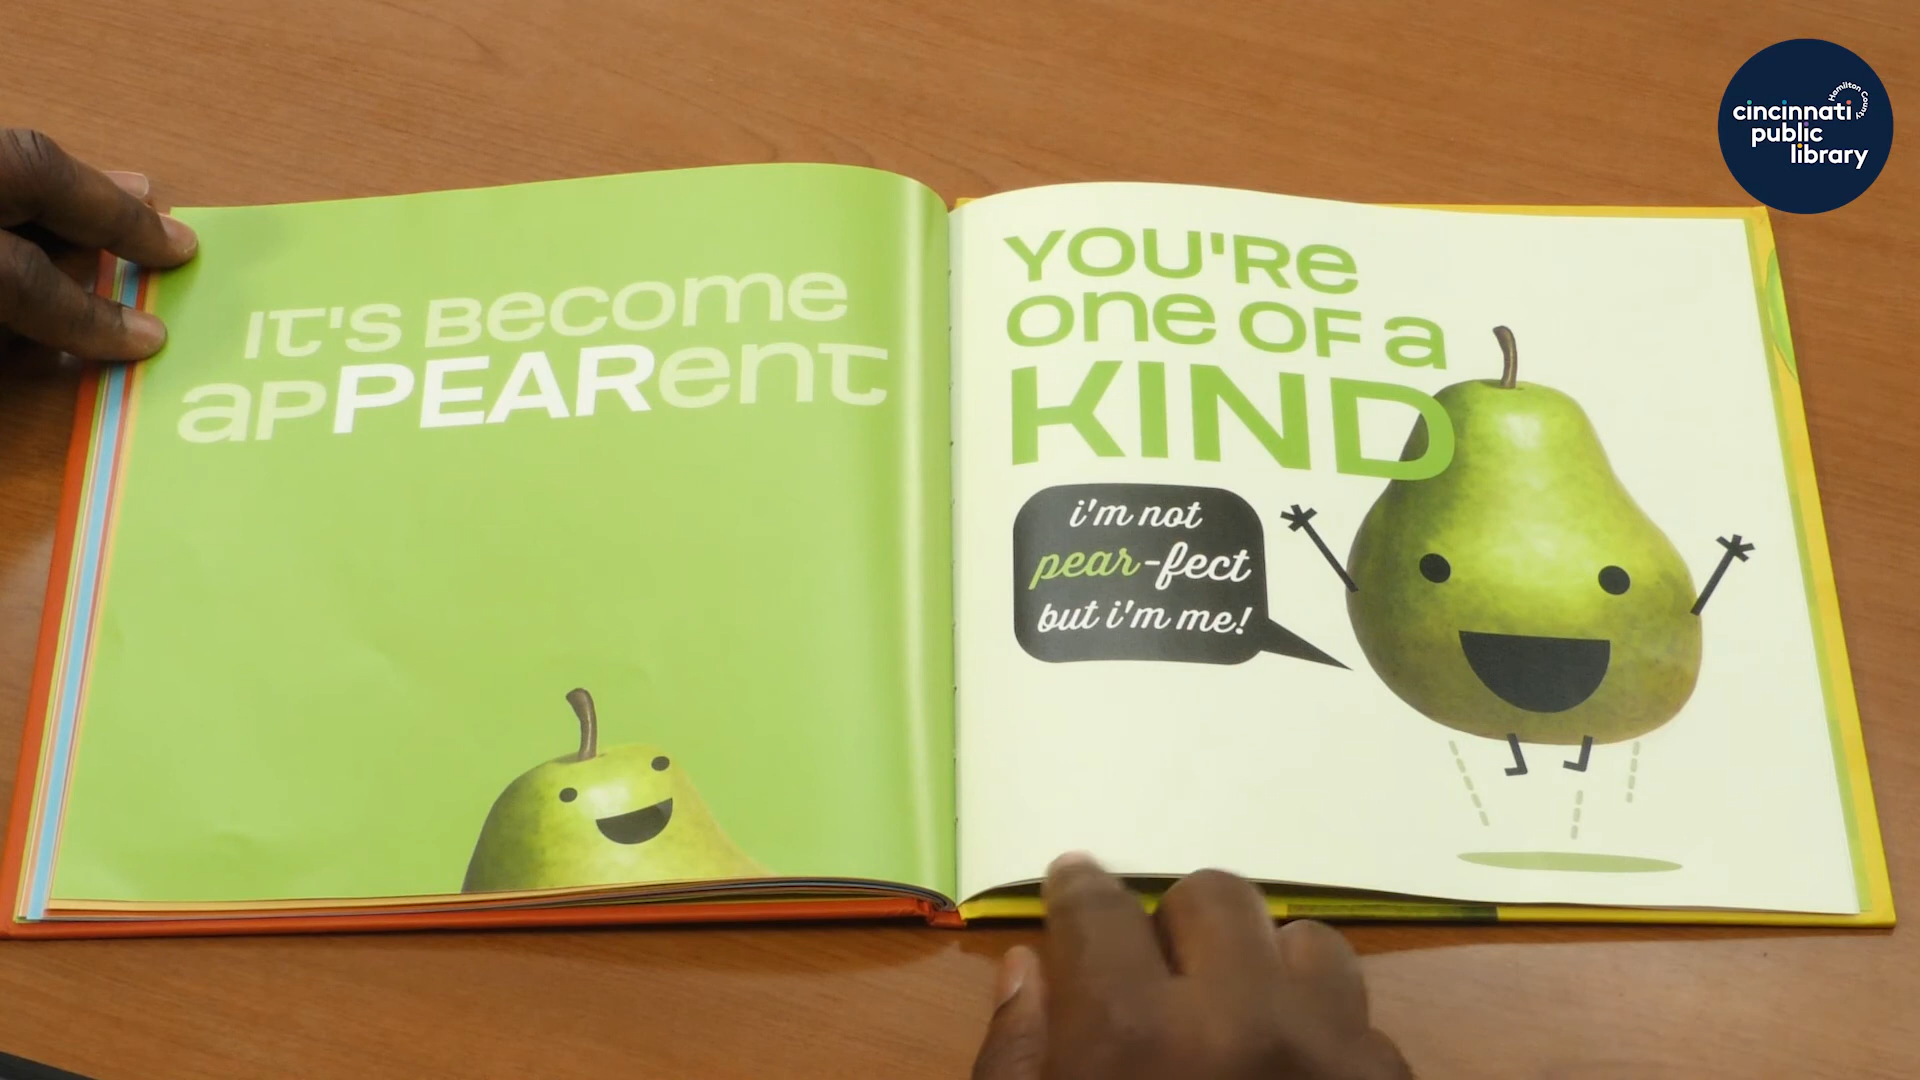 IT'S BECOME
apPEARent
YOU'RE
one OF a
KIND
i'm not
pear-fect
but i'm me!
Hamilton County
cincinnati
public
library